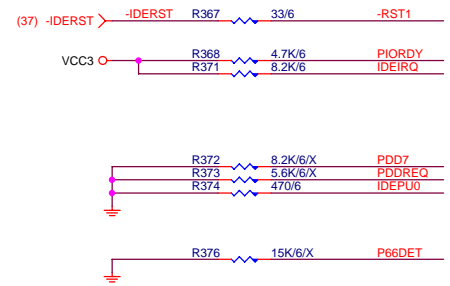 (37) -IDERST -IDERST R367 33/6 -RST1
VCC3 R368 4.7K/6 PIORDY
R371 8.2K/6 IDEIRQ
R372 8.2K/6/X PDD7
R373 5.6K/6/X PDDREQ
R374 470/6 IDEPU0
R376 15K/6/X P66DET